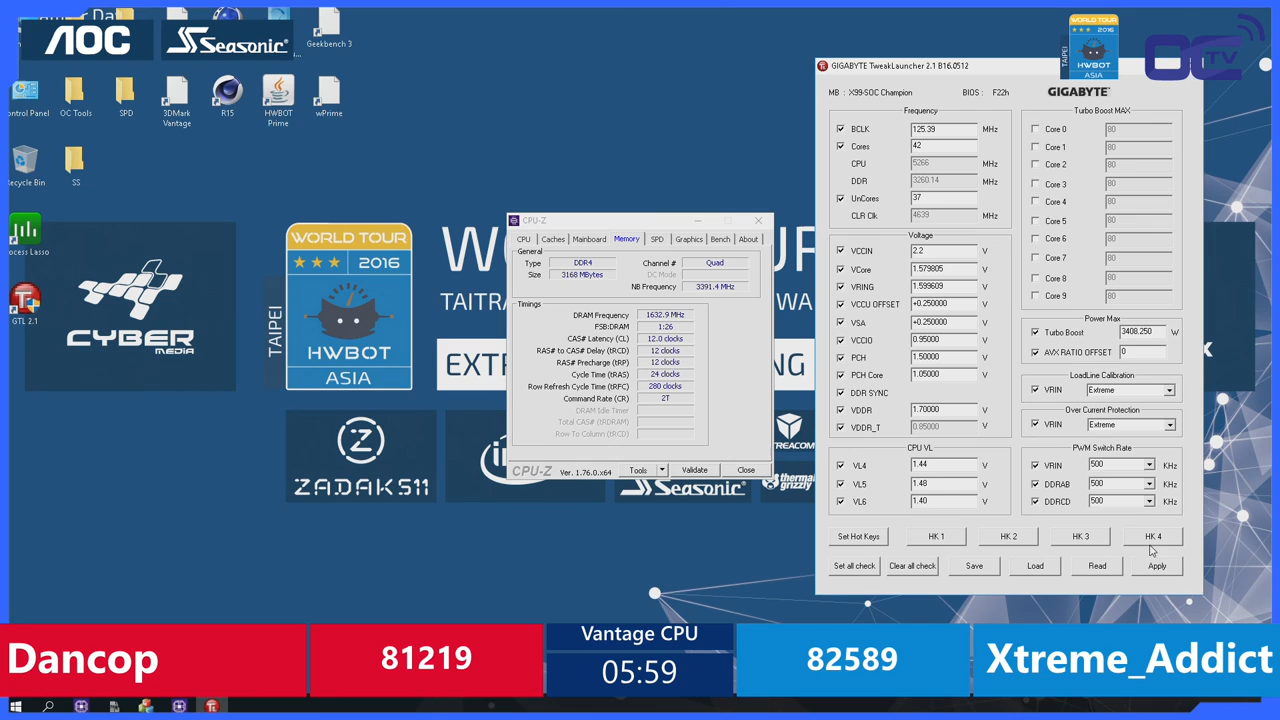 AOC
Seasonic
Geekbench 3
Control Panel
OC Tools
SPD
3DMark
Vantage
R15
HWBOT
Prime
wPrime
Recycle Bin
SS
Process Lasso
GTL 2.1
CYBER
MEDIA
WORLD TOUR
2016
TAIPEI
HWBOT
ASIA
ZADAK511
Seasonic
thermal
grizzly
CPU-Z
CPU
Caches
Mainboard
Memory
SPD
Graphics
Bench
About
General
Type DDR4 Channel # Quad
Size 3168 MBytes DC Mode
NB Frequency 3391.4 MHz
Timings
DRAM Frequency 1632.9 MHz
FSB:DRAM 1:26
CAS# Latency (CL) 12.0 clocks
RAS# to CAS# Delay (tRCD) 12 clocks
RAS# Precharge (tRP) 12 clocks
Cycle Time (tRAS) 24 clocks
Row Refresh Cycle Time (tRFC) 280 clocks
Command Rate (CR) 2T
DRAM Idle Timer
Total CAS# (tRDRAM)
Row To Column (tRCD)
CPU-Z Ver. 1.76.0.x64 Tools Validate Close
WORLD TOUR
2016
TAIPEI
HWBOT
ASIA
OC
TV
GIGABYTE TweakLauncher 2.1 B16.0512
MB : X99-SOC Champion BIOS : F22h GIGABYTE™
Frequency
BCLK 125.39 MHz
Cores 42
CPU 5266 MHz
DDR 3260.14 MHz
UnCores 37
CLR Clk 4639 MHz
Voltage
VCCIN 2.2 V
VCore 1.579805 V
VRING 1.599609 V
VCCU OFFSET +0.250000 V
VSA +0.250000 V
VCCIO 0.95000 V
PCH 1.50000 V
PCH Core 1.05000 V
DDR SYNC
VDDR 1.70000 V
VDDR_T 0.85000 V
CPU VL
VL4 1.44 V
VL5 1.48 V
VL6 1.40 V
Turbo Boost MAX
Core 0 80
Core 1 80
Core 2 80
Core 3 80
Core 4 80
Core 5 80
Core 6 80
Core 7 80
Core 8 80
Core 9 80
Power Max
Turbo Boost 3408.250 W
AVX RATIO OFFSET 0
LoadLine Calibration
VRIN Extreme
Over Current Protection
VRIN Extreme
PWM Switch Rate
VRIN 500 KHz
DDRAB 500 KHz
DDRCD 500 KHz
Set Hot Keys HK 1 HK 2 HK 3 HK 4
Set all check Clear all check Save Load Read Apply
Dancop
81219
Vantage CPU
05:59
82589
Xtreme_Addict